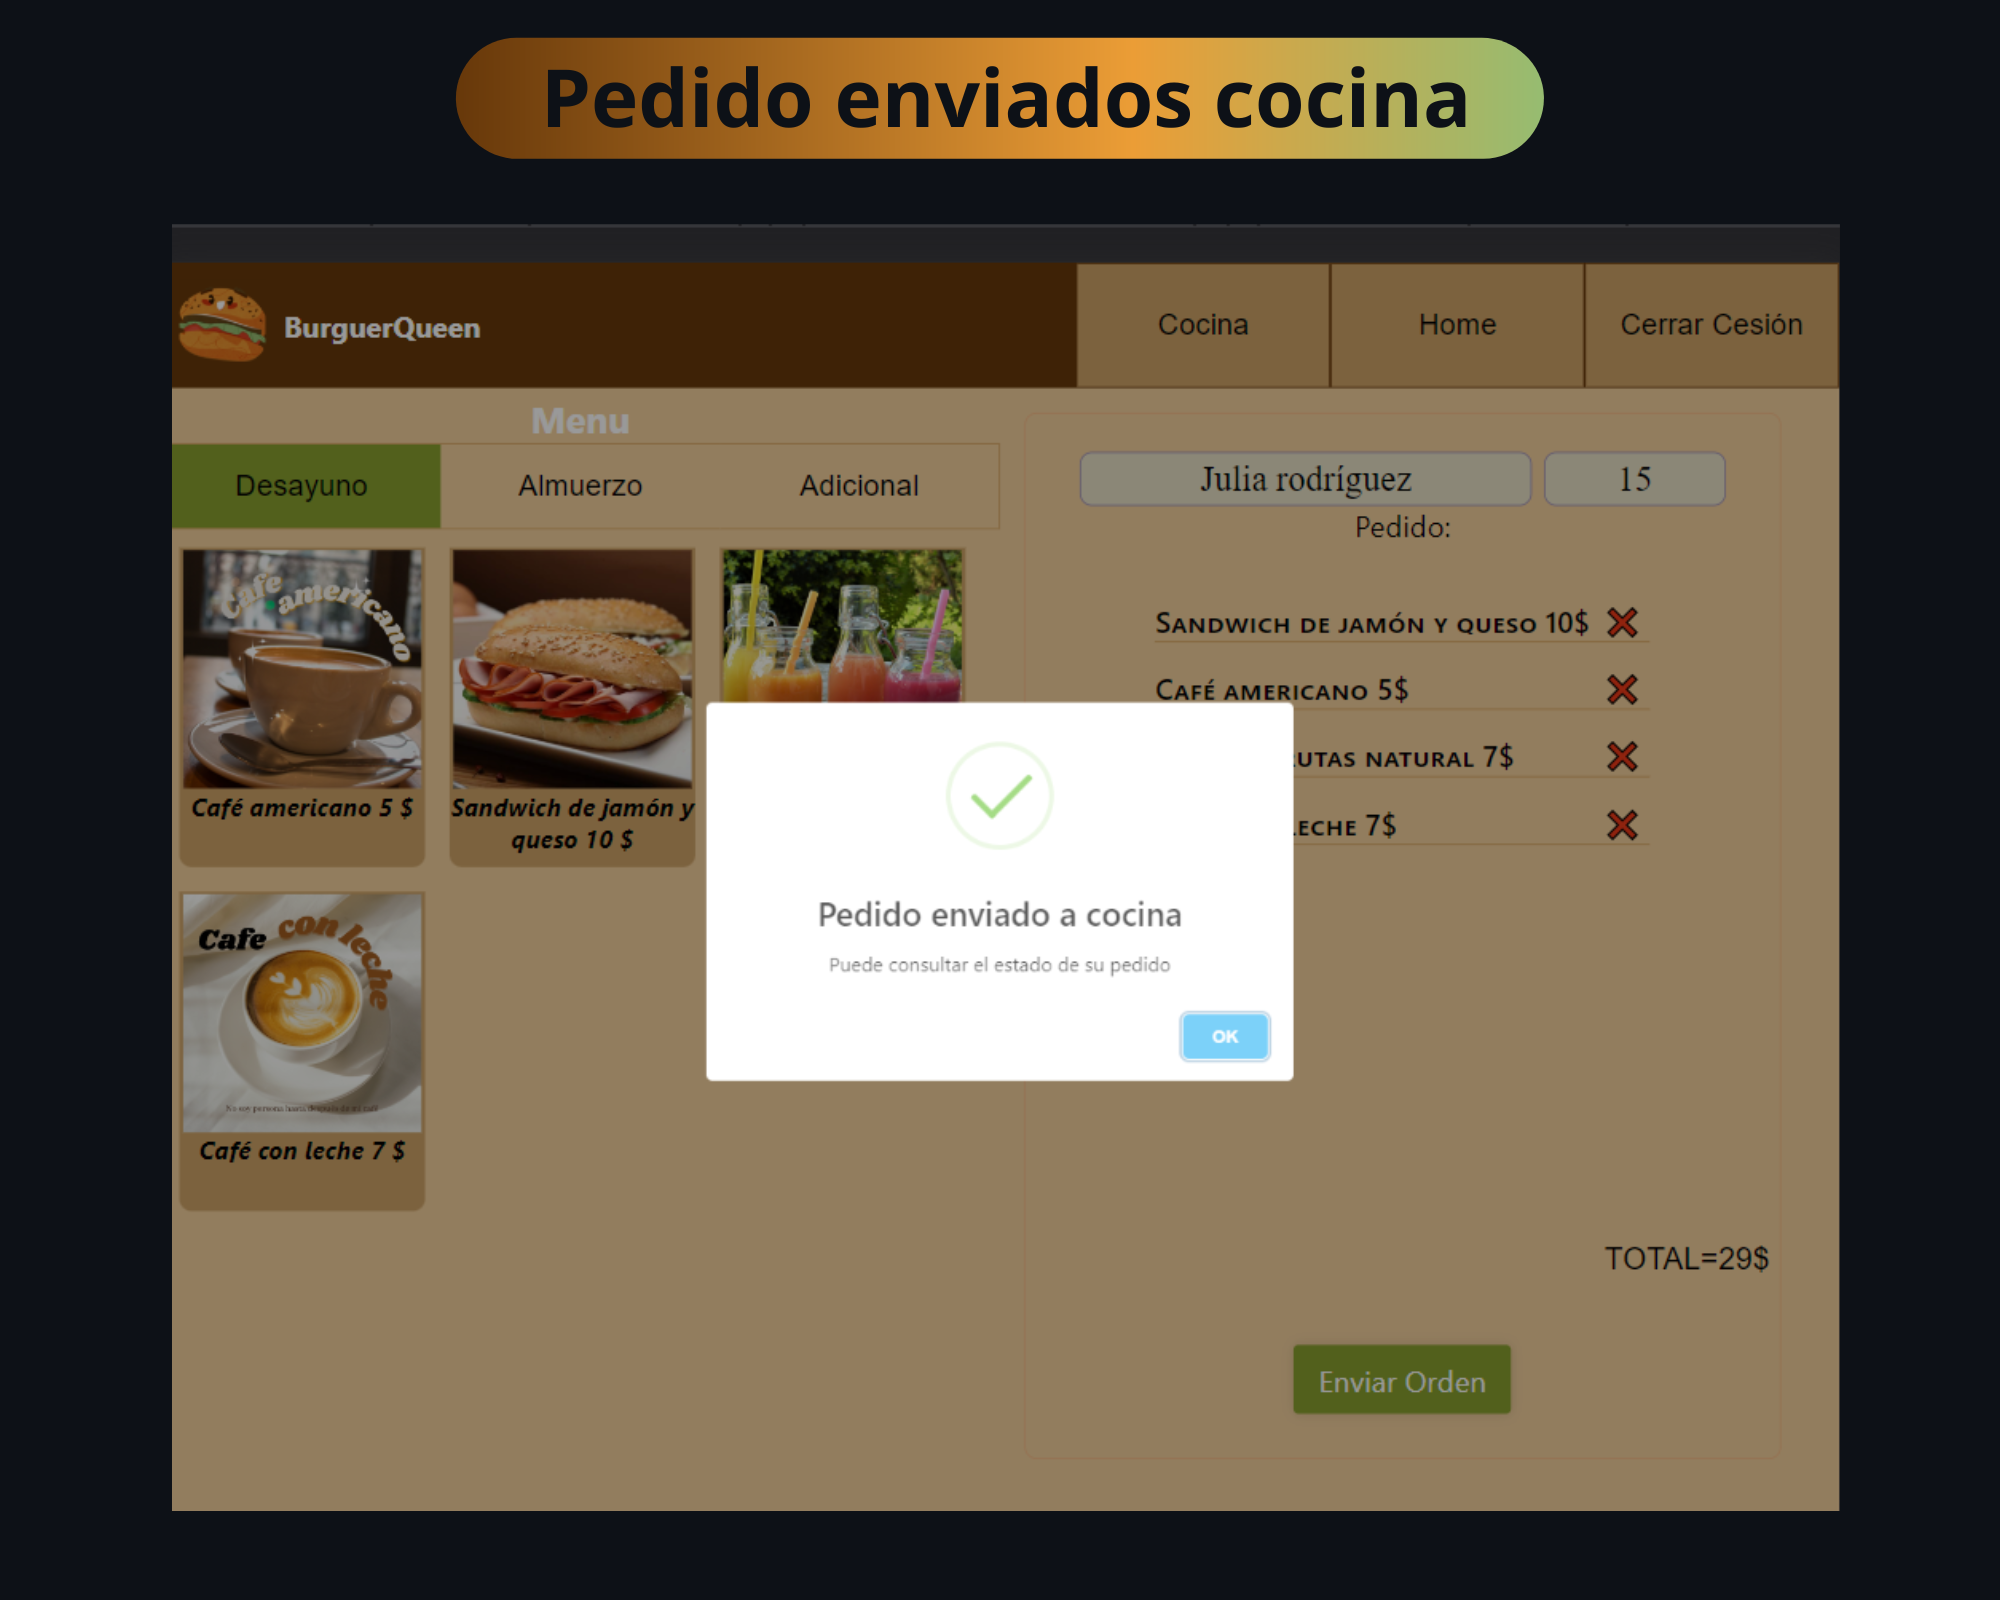 Pedido enviados cocina
BurguerQueen
Cocina
Home
Cerrar Cesión
Menu
Desayuno
Almuerzo
Adicional
Cafe
americano
Café americano 5 $
Sandwich de jamón y
queso 10 $
Cafe con leche
Café con leche 7 $
Julia rodríguez
15
Pedido:
Sandwich de jamón y queso 10$
Café americano 5$
utas natural 7$
leche 7$
TOTAL=29$
Enviar Orden
Pedido enviado a cocina
Puede consultar el estado de su pedido
OK